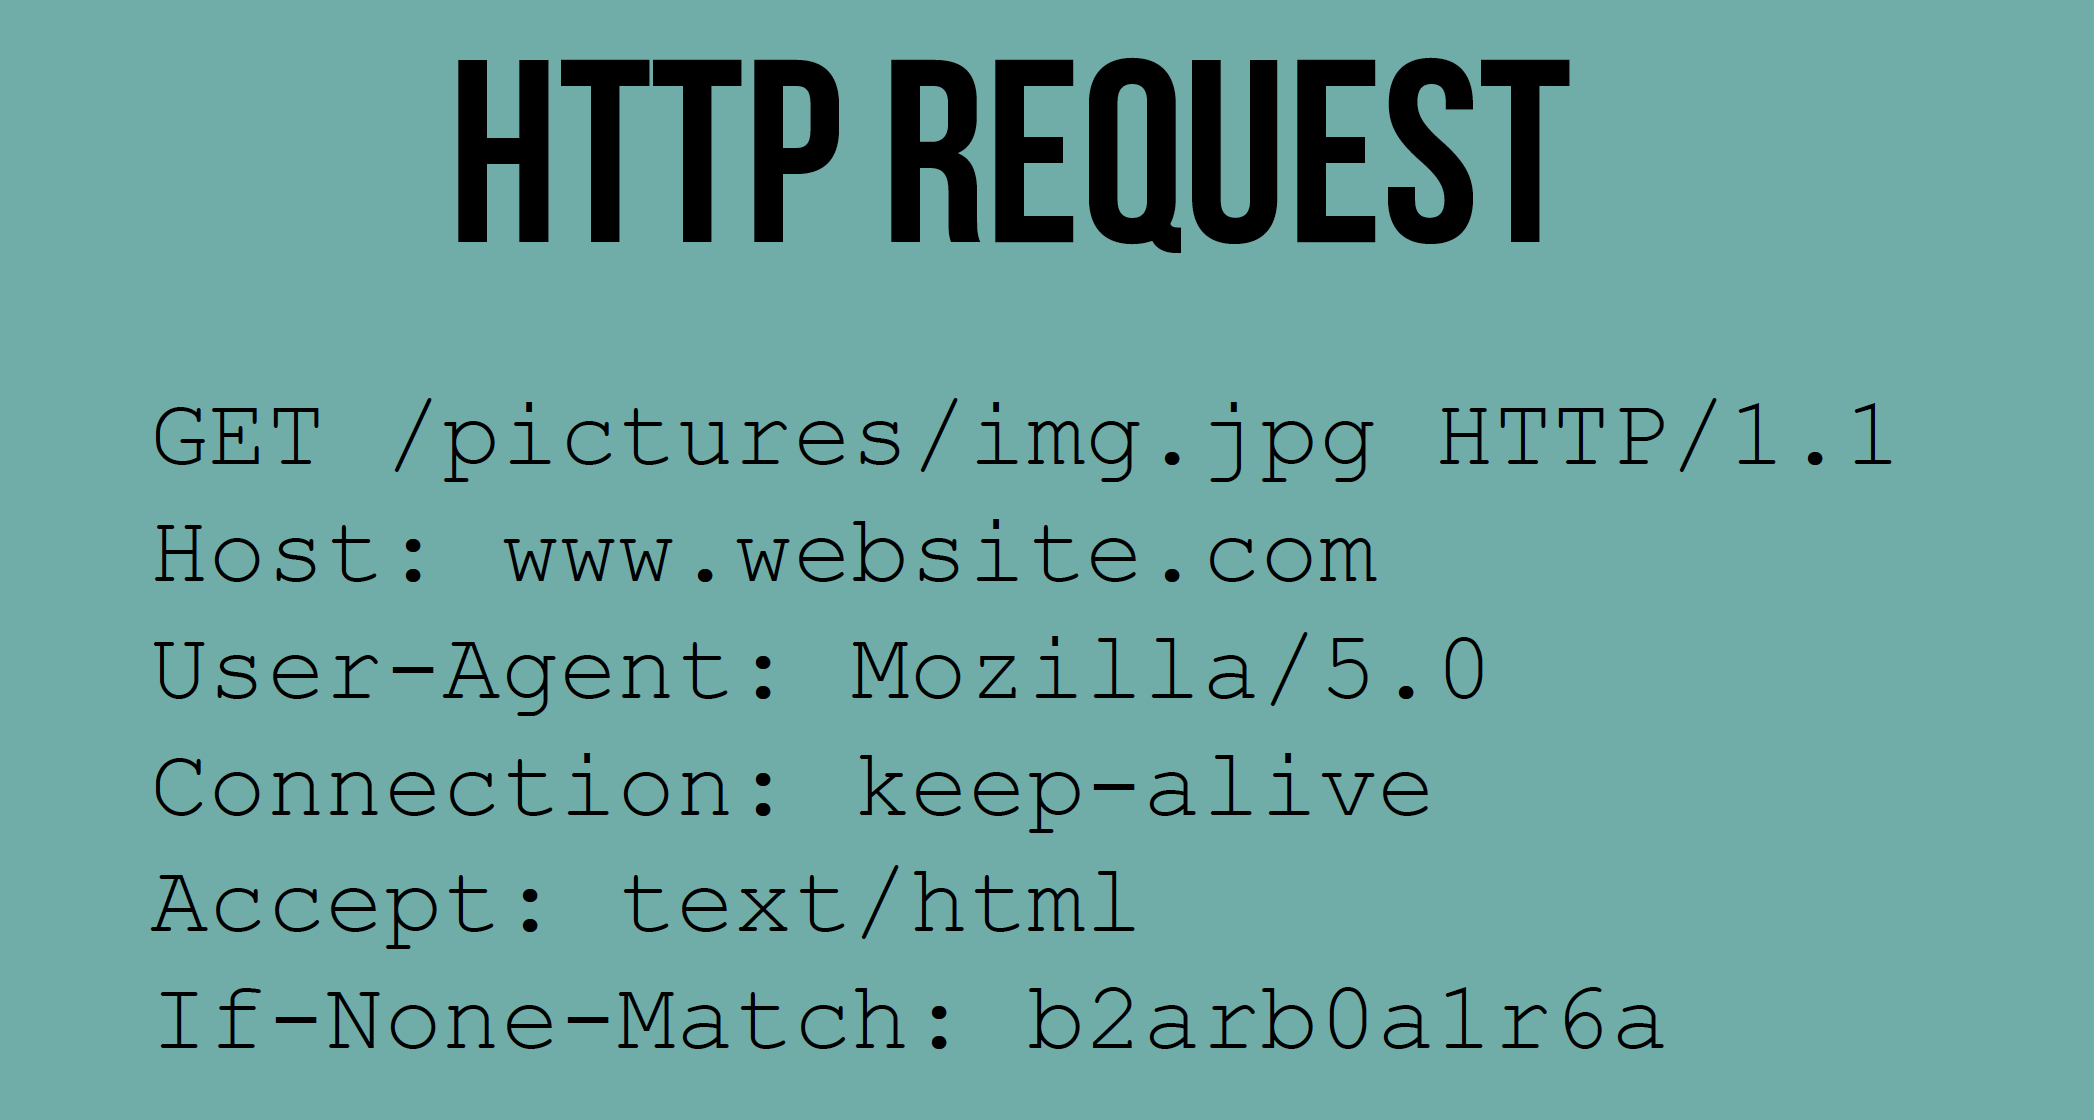 HTTP REQUEST
GET /pictures/img.jpg HTTP/1.1
Host: www.website.com
User-Agent: Mozilla/5.0
Connection: keep-alive
Accept: text/html
If-None-Match: b2arb0a1r6a